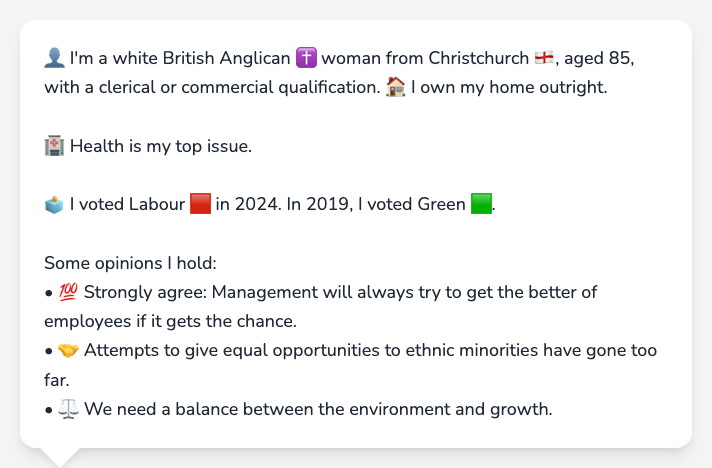 👤 I'm a white British Anglican ✝️ woman from Christchurch 🏴󠁧󠁢󠁥󠁮󠁧󠁿, aged 85,
with a clerical or commercial qualification. 🏠 I own my home outright.
🏥 Health is my top issue.
🗳️ I voted Labour 🟥 in 2024. In 2019, I voted Green 🟩.
Some opinions I hold:
• 💯 Strongly agree: Management will always try to get the better of
employees if it gets the chance.
• 🤝 Attempts to give equal opportunities to ethnic minorities have gone too
far.
• ⚖️ We need a balance between the environment and growth.